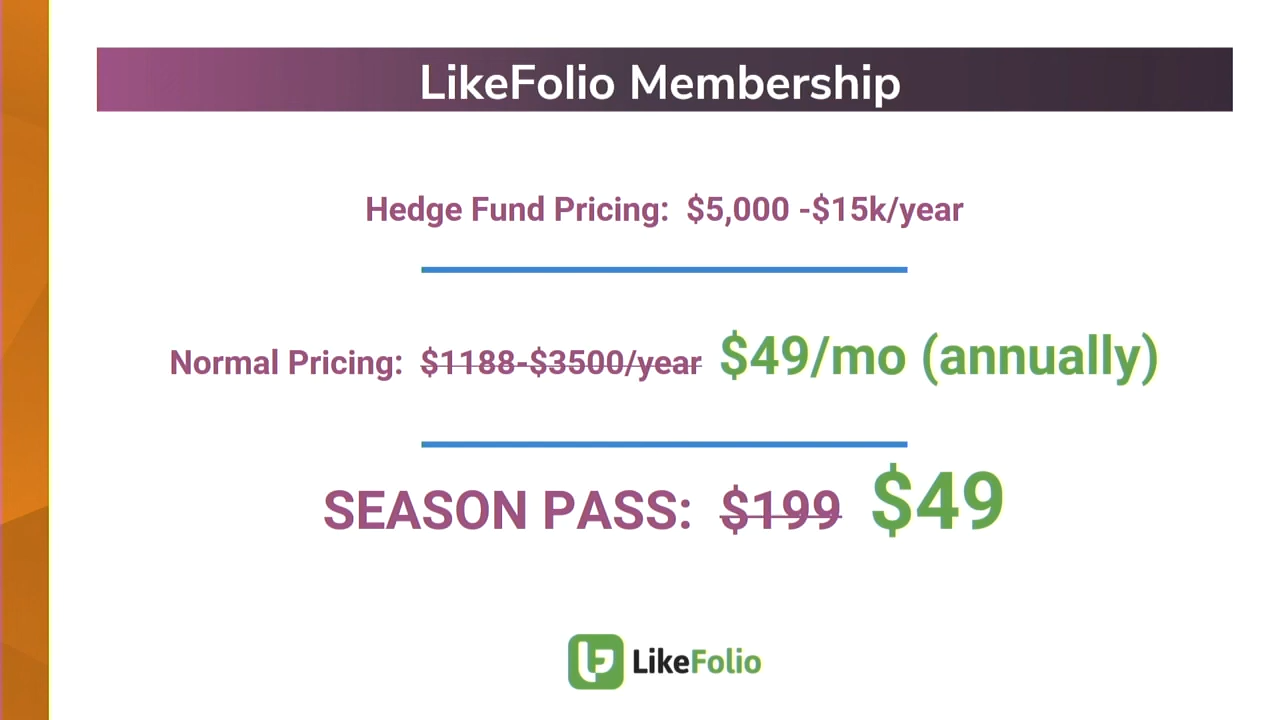 LikeFolio Membership
Hedge Fund Pricing: $5,000 -$15k/year
Normal Pricing: $1188-$3500/year $49/mo (annually)
SEASON PASS: $199 $49
LikeFolio